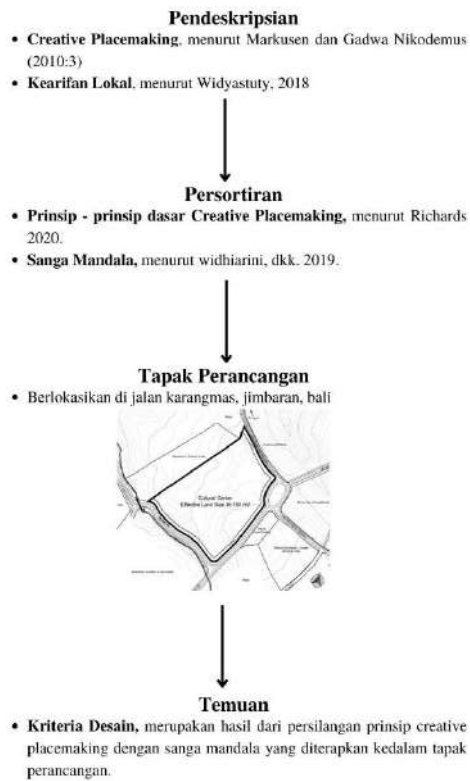 Pendeskripsian
• Creative Placemaking, menurut Markusen dan Gadwa Nikodemus
(2010:3)
• Kearifan Lokal, menurut Widyastuty, 2018
Persortiran
• Prinsip - prinsip dasar Creative Placemaking, menurut Richards
2020.
• Sanga Mandala, menurut widhiarini, dkk. 2019.
Tapak Perancangan
• Berlokasikan di jalan karangmas, jimbaran, bali
Cultural Center
Effective Land Size
Temuan
• Kriteria Desain, merupakan hasil dari persilangan prinsip creative
placemaking dengan sanga mandala yang diterapkan kedalam tapak
perancangan.